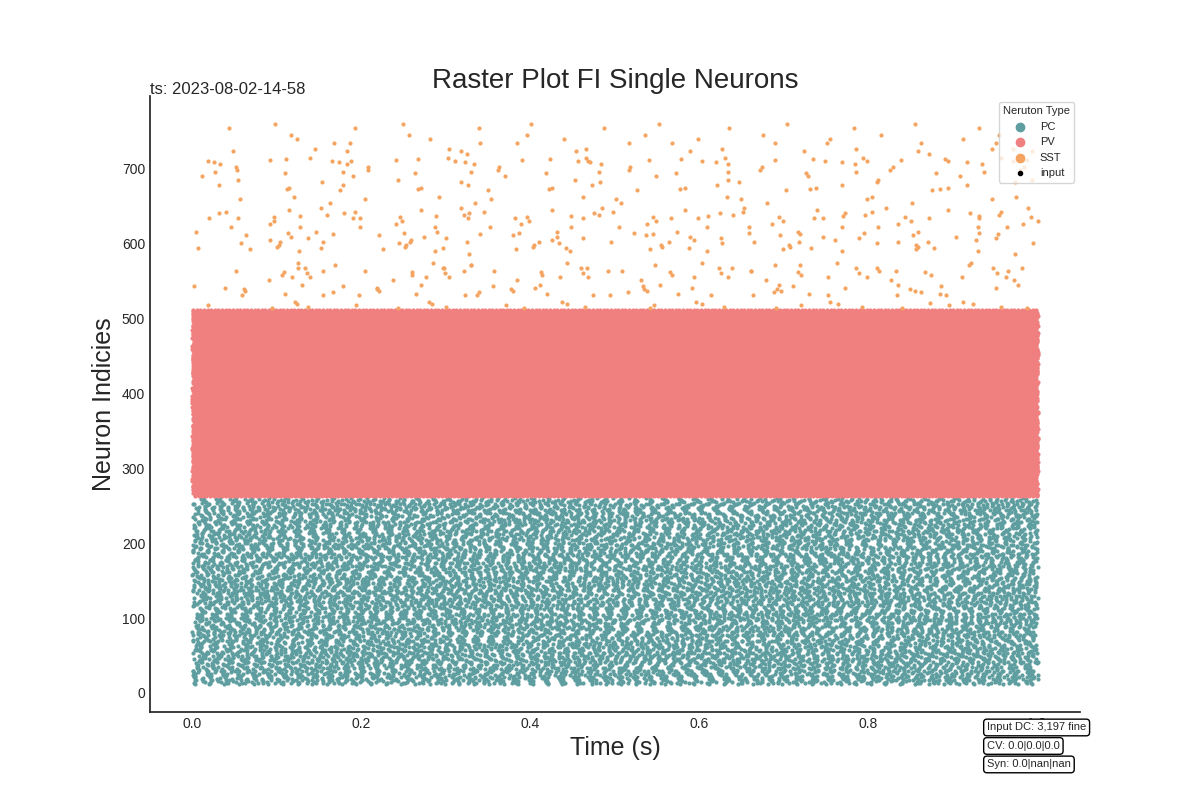 Raster Plot FI Single Neurons
ts: 2023-08-02-14-58
Neruton Type
PC
PV
SST
input
Neuron Indicies
700
600
500
400
300
200
100
0
0.0 0.2 0.4 0.6 0.8
Time (s)
Input DC: 3,197 fine
CV: 0.0|0.0|0.0
Syn: 0.0|nan|nan